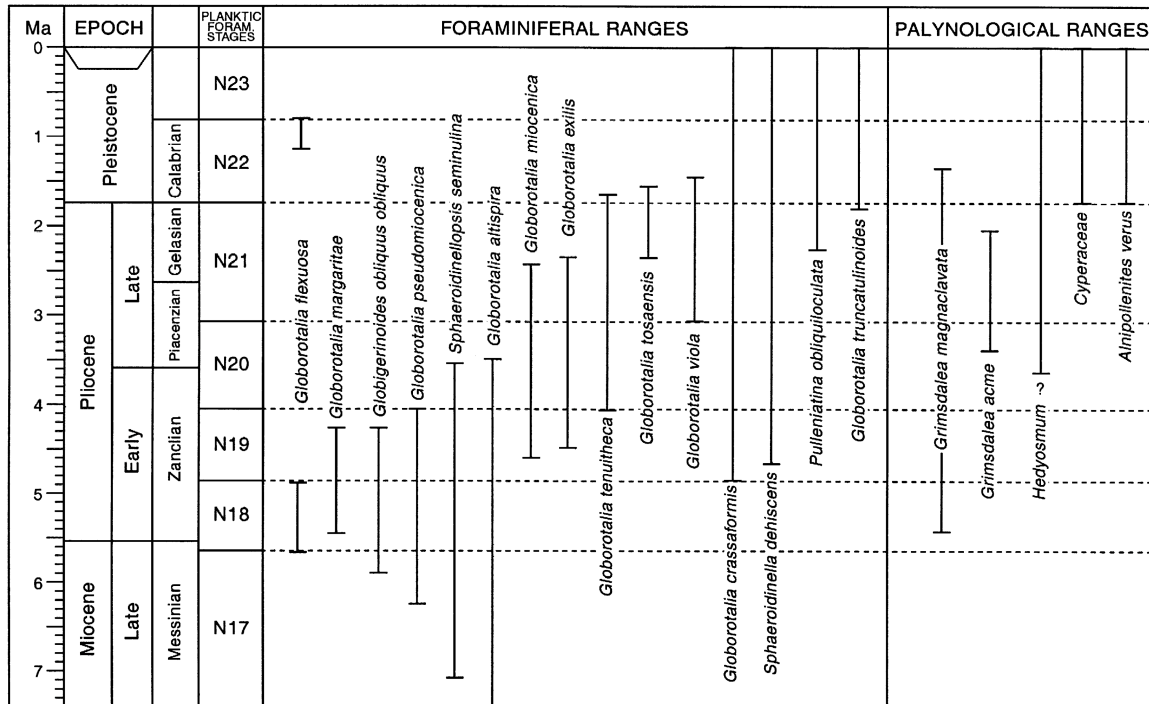 Ma
EPOCH
PLANKTIC
FORAM.
STAGES
FORAMINIFERAL RANGES
PALYNOLOGICAL RANGES
0
1
2
3
4
5
6
7
Pleistocene
Pliocene
Miocene
Late
Early
Late
Calabrian
Gelasian
Piacenzian
Zanclian
Messinian
N23
N22
N21
N20
N19
N18
N17
Globorotalia flexuosa
Globorotalia margaritae
Globigerinoides obliquus obliquus
Globorotalia pseudomiocenica
Sphaeroidinellopsis seminulina
Globorotalia altispira
Globorotalia miocenica
Globorotalia exilis
Globorotalia tenuitheca
Globorotalia tosaensis
Globorotalia viola
Globorotalia crassaformis
Sphaeroidinella dehiscens
Pulleniatina obliquiloculata
Globorotalia truncatulinoides
Grimsdalea magnaclavata
Grimsdalea acme
Hedyosmum ?
Cyperaceae
Alnipollenites verus